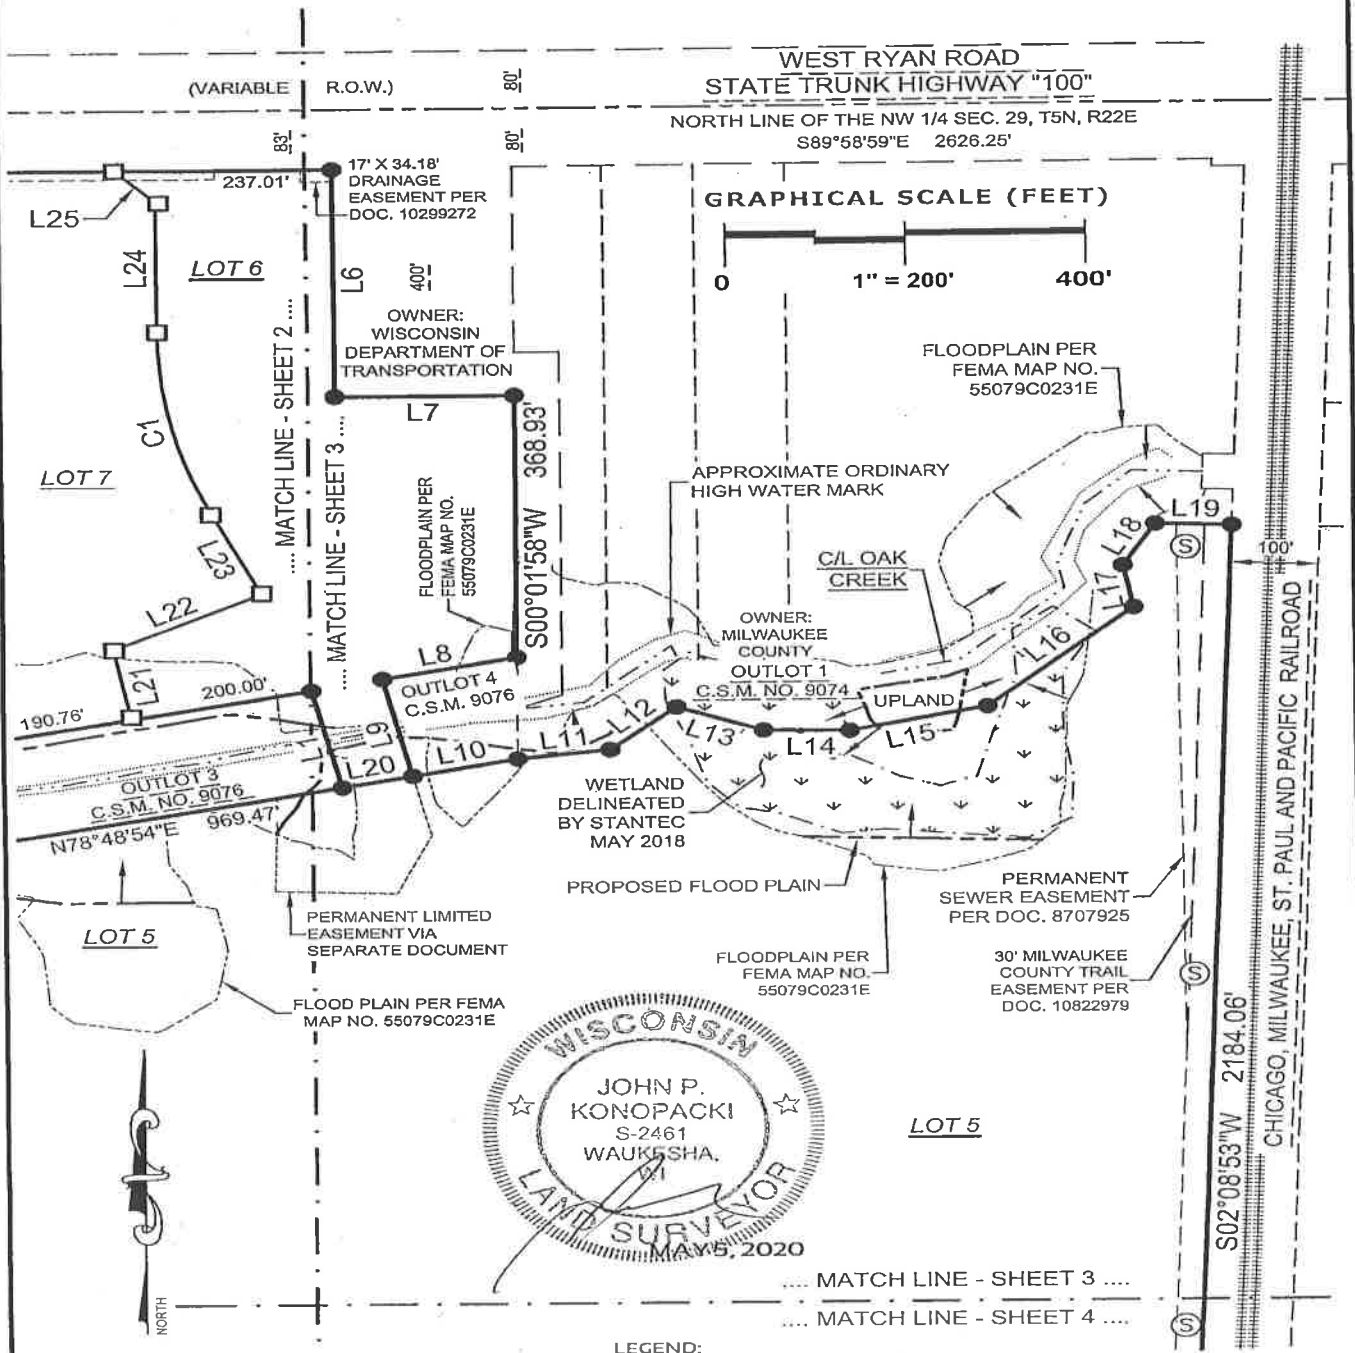 WEST RYAN ROAD
STATE TRUNK HIGHWAY "100"
(VARIABLE R.O.W.)
80'
NORTH LINE OF THE NW 1/4 SEC. 29, T5N, R22E
S89°58'59"E 2626.25'
83'
80'
237.01'
17' X 34.18'
DRAINAGE
EASEMENT PER
DOC. 10299272
GRAPHICAL SCALE (FEET)
0 1" = 200' 400'
L25
L24
LOT 6
L6
400'
OWNER:
WISCONSIN
DEPARTMENT OF
TRANSPORTATION
L7
C1
LOT 7
.... MATCH LINE - SHEET 2 ....
.... MATCH LINE - SHEET 3 ....
FLOODPLAIN PER
FEMA MAP NO.
55079C0231E
S00°01'58"W 368.93'
FLOODPLAIN PER
FEMA MAP NO.
55079C0231E
APPROXIMATE ORDINARY
HIGH WATER MARK
C/L OAK
CREEK
L19
L18
L17
L16
S
100'
L23
L22
L21
200.00'
190.76'
L8
OUTLOT 4
C.S.M. 9076
L9
OWNER:
MILWAUKEE
COUNTY
OUTLOT 1
C.S.M. NO. 9074
UPLAND
L10
L11
L12
L13
L14
L15
L20
OUTLOT 3
C.S.M. NO. 9076
N78°48'54"E 969.47'
WETLAND
DELINEATED
BY STANTEC
MAY 2018
PROPOSED FLOOD PLAIN
PERMANENT
SEWER EASEMENT
PER DOC. 8707925
LOT 5
PERMANENT LIMITED
EASEMENT VIA
SEPARATE DOCUMENT
FLOODPLAIN PER
FEMA MAP NO.
55079C0231E
30' MILWAUKEE
COUNTY TRAIL
EASEMENT PER
DOC. 10822979
S
FLOOD PLAIN PER FEMA
MAP NO. 55079C0231E
CHICAGO, MILWAUKEE, ST. PAUL AND PACIFIC RAILROAD
S02°08'53"W 2184.06'
WISCONSIN
JOHN P.
KONOPACKI
S-2461
WAUKESHA,
WI
LAND SURVEYOR
MAY 5, 2020
LOT 5
NORTH
.... MATCH LINE - SHEET 3 ....
.... MATCH LINE - SHEET 4 ....
S
LEGEND: